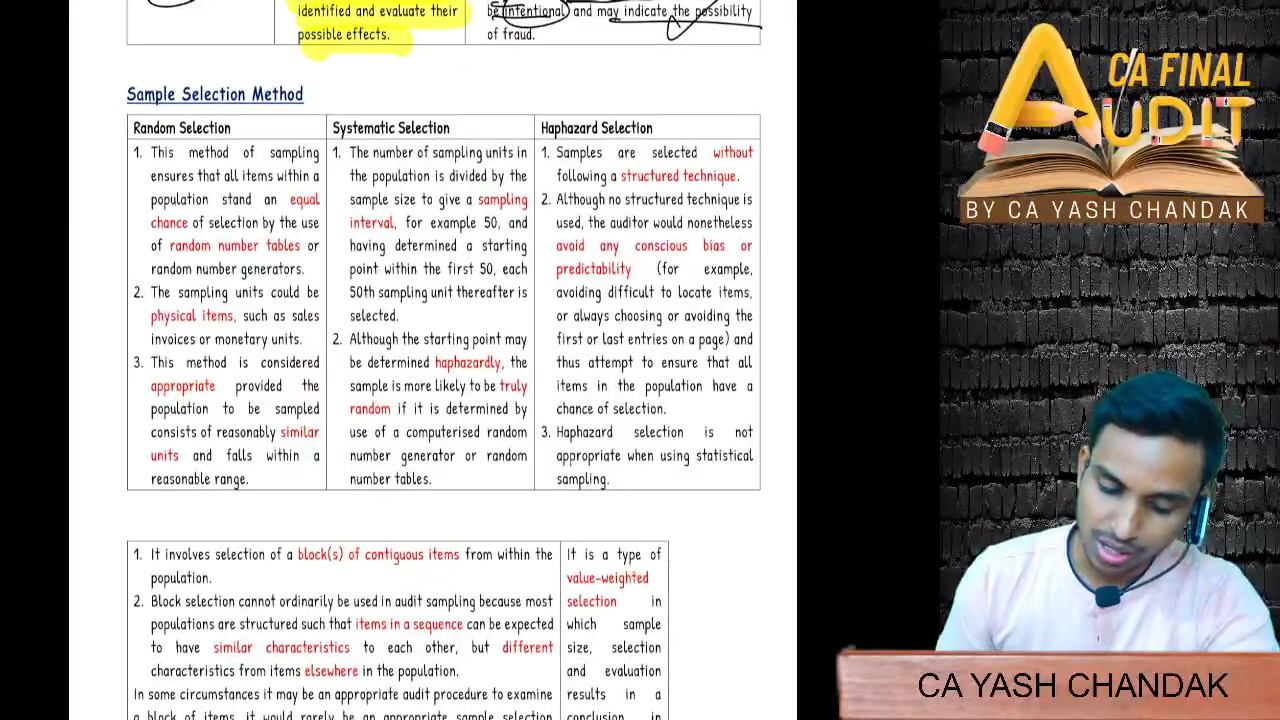 identified and evaluate their
possible effects.
be intentional and may indicate the possibility
of fraud.
Sample Selection Method
Random Selection
1. This method of sampling
ensures that all items within a
population stand an equal
chance of selection by the use
of random number tables or
random number generators.
2. The sampling units could be
physical items, such as sales
invoices or monetary units.
3. This method is considered
appropriate provided the
population to be sampled
consists of reasonably similar
units and falls within a
reasonable range.
Systematic Selection
1. The number of sampling units in
the population is divided by the
sample size to give a sampling
interval, for example 50, and
having determined a starting
point within the first 50, each
50th sampling unit thereafter is
selected.
2. Although the starting point may
be determined haphazardly, the
sample is more likely to be truly
random if it is determined by
use of a computerised random
number generator or random
number tables.
Haphazard Selection
1. Samples are selected without
following a structured technique.
2. Although no structured technique is
used, the auditor would nonetheless
avoid any conscious bias or
predictability (for example,
avoiding difficult to locate items,
or always choosing or avoiding the
first or last entries on a page) and
thus attempt to ensure that all
items in the population have a
chance of selection.
3. Haphazard selection is not
appropriate when using statistical
sampling.
1. It involves selection of a block(s) of contiguous items from within the
population.
2. Block selection cannot ordinarily be used in audit sampling because most
populations are structured such that items in a sequence can be expected
to have similar characteristics to each other, but different
characteristics from items elsewhere in the population.
In some circumstances it may be an appropriate audit procedure to examine
a block of items, it would rarely be an appropriate sample selection
It is a type of
value-weighted
selection in
which sample
size, selection
and evaluation
results in a
conclusion in
CA FINAL
AUDIT
BY CA YASH CHANDAK
CA YASH CHANDAK